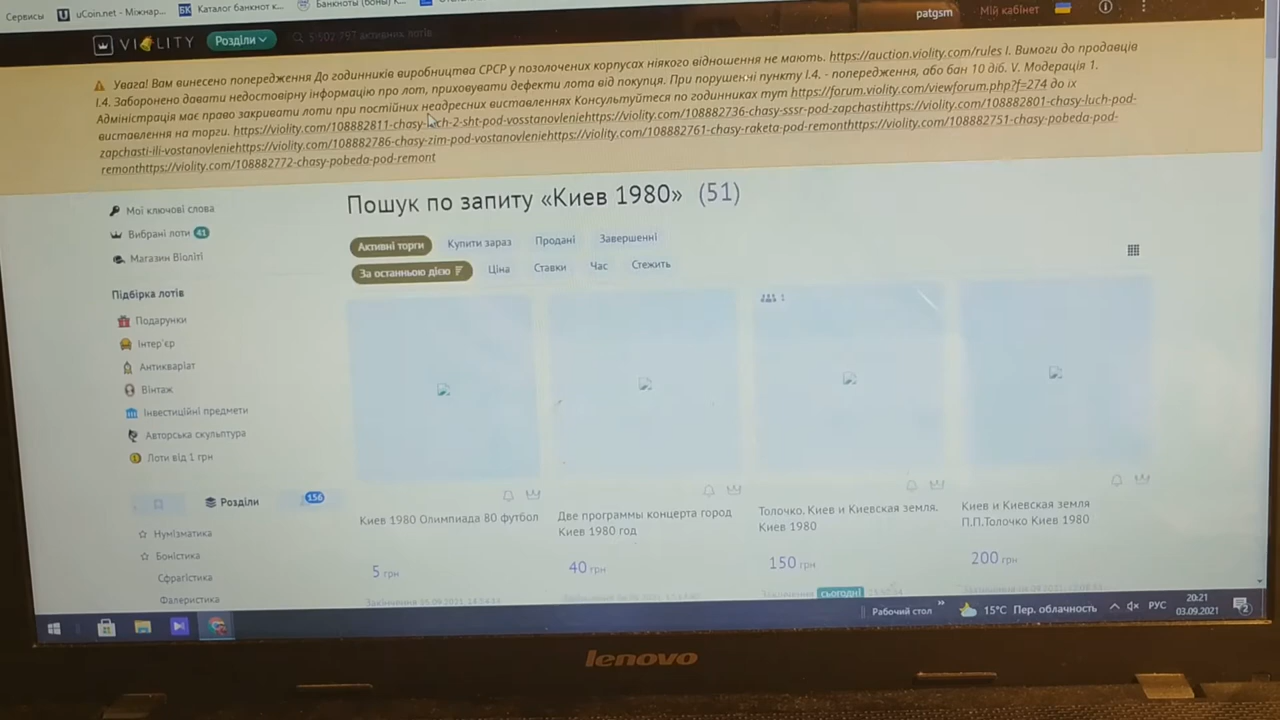 Сервисы
uCoin.net - Міжнар...
Каталог банкнот к...
Банкноты (боны) К...
VIOLITY
Розділи
5 502 797 активних лотів
patgsm
Мій кабінет
Увага! Вам винесено попередження До годинників виробництва СРСР у позолочених корпусах ніякого відношення не мають. https://auction.violity.com/rules I. Вимоги до продавців
I.4. Заборонено давати недостовірну інформацію про лот, приховувати дефекти лота від покупця. При порушенні пункту I.4. - попередження, або бан 10 діб. V. Модерація 1.
Адміністрація має право закривати лоти при постійних неадресних виставленнях Консультуйтеся по годинниках тут https://forum.violity.com/viewforum.php?f=274 до їх
виставлення на торги. https://violity.com/108882811-chasy-luch-2-sht-pod-vosstanovleniehttps://violity.com/108882736-chasy-sssr-pod-zapchastihttps://violity.com/108882801-chasy-luch-pod-
zapchasti-ili-vostanovleniehttps://violity.com/108882786-chasy-zim-pod-vostanovleniehttps://violity.com/108882761-chasy-raketa-pod-remonthttps://violity.com/108882751-chasy-pobeda-pod-
remonthttps://violity.com/108882772-chasy-pobeda-pod-remont
Мої ключові слова
Вибрані лоти 41
Магазин Віоліті
Підбірка лотів
Подарунки
Інтер'єр
Антикваріат
Вінтаж
Інвестиційні предмети
Авторська скульптура
Лоти від 1 грн
Розділи
156
Нумізматика
Боністика
Сфрагістика
Фалеристика
Пошук по запиту «Киев 1980» (51)
Активні торги Купити зараз Продані Завершенні
За останньою дією Ціна Ставки Час Стежить
1
Киев 1980 Олимпиада 80 футбол
5 грн
Две программы концерта город
Киев 1980 год
40 грн
Толочко. Киев и Киевская земля.
Киев 1980
150 грн
сьогодні
Киев и Киевская земля
П.П.Толочко Киев 1980
200 грн
Рабочий стол
15°C Пер. облачность
РУС
20:21
03.09.2021
2
lenovo